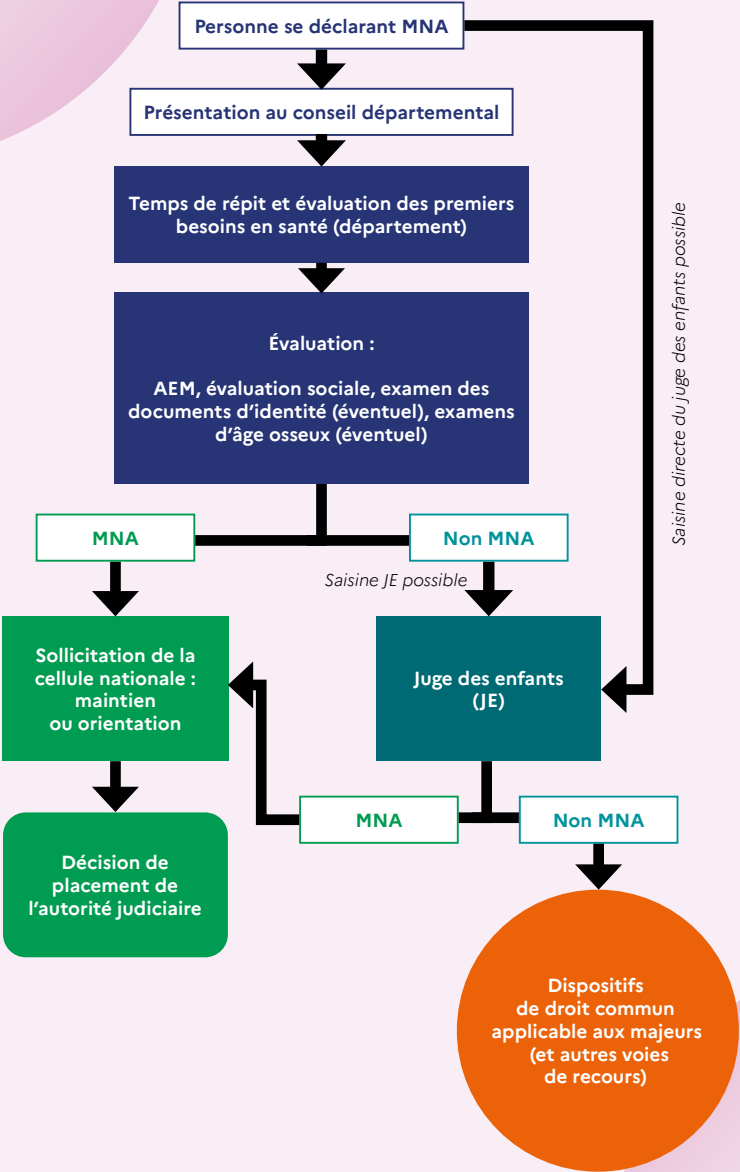 Personne se déclarant MNA
Présentation au conseil départemental
Temps de répit et évaluation des premiers
besoins en santé (département)
Évaluation :
AEM, évaluation sociale, examen des
documents d’identité (éventuel), examens
d’âge osseux (éventuel)
Saisine directe du juge des enfants possible
MNA
Non MNA
Saisine JE possible
Sollicitation de la
cellule nationale :
maintien
ou orientation
Juge des enfants
(JE)
MNA
Non MNA
Décision de
placement de
l’autorité judiciaire
Dispositifs
de droit commun
applicable aux majeurs
(et autres voies
de recours)